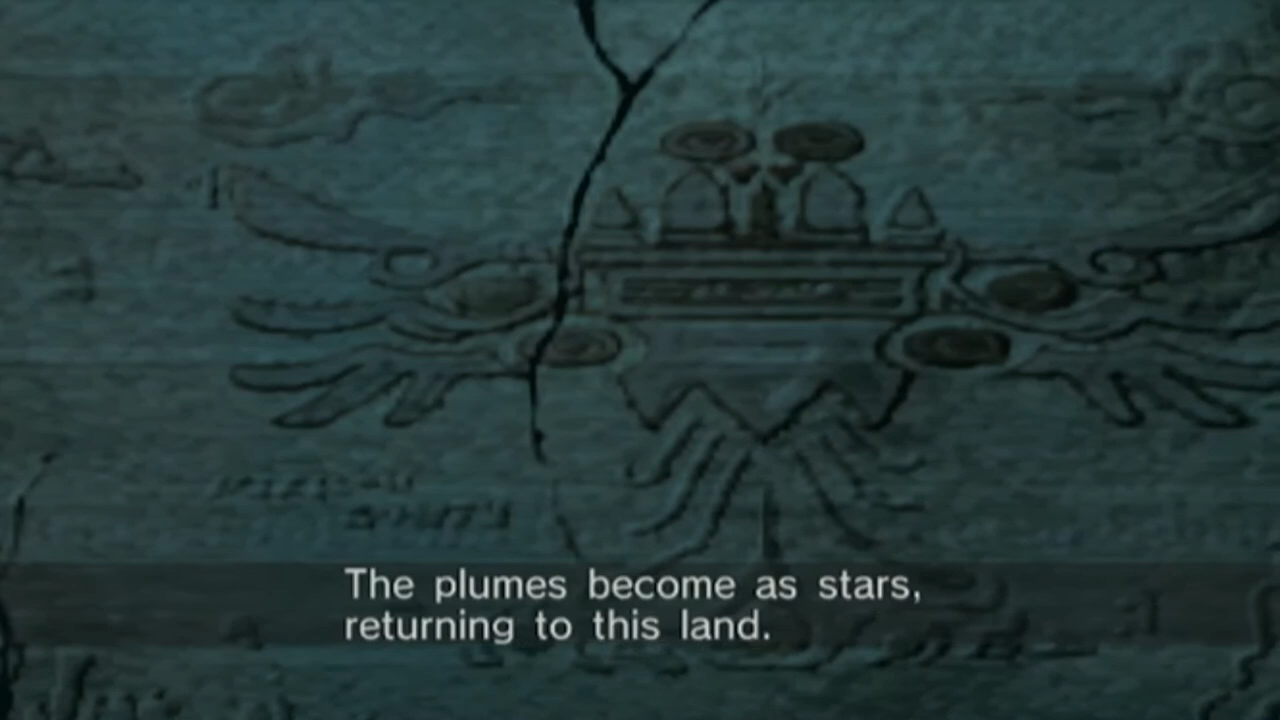 The plumes become as stars,
returning to this land.